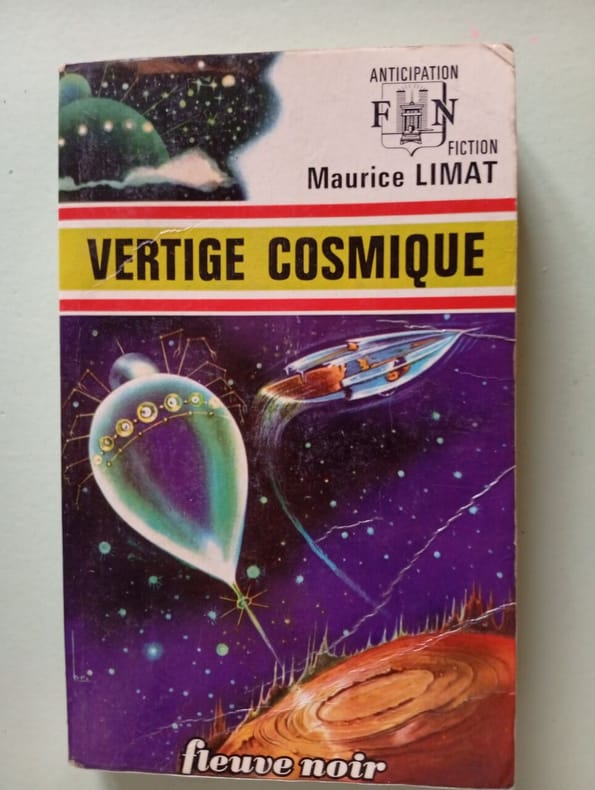 ANTICIPATION
FN
FICTION
Maurice LIMAT
VERTIGE COSMIQUE
fleuve noir